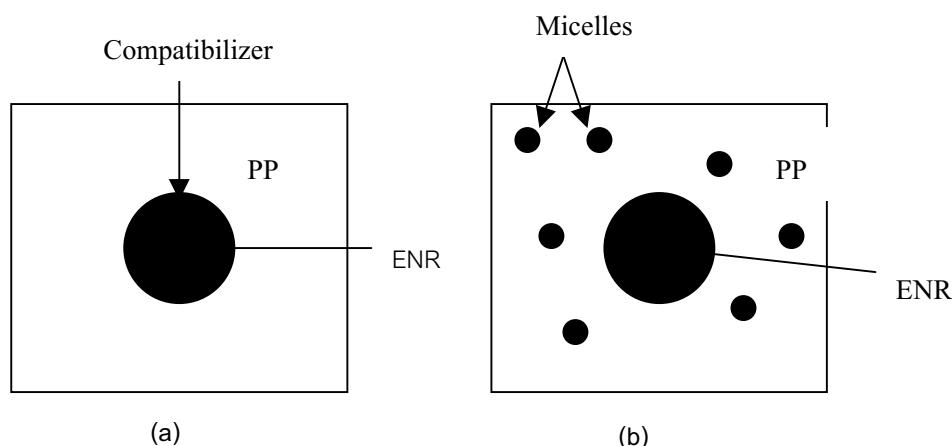 Compatibilizer
PP
ENR
(a)
Micelles
PP
ENR
(b)